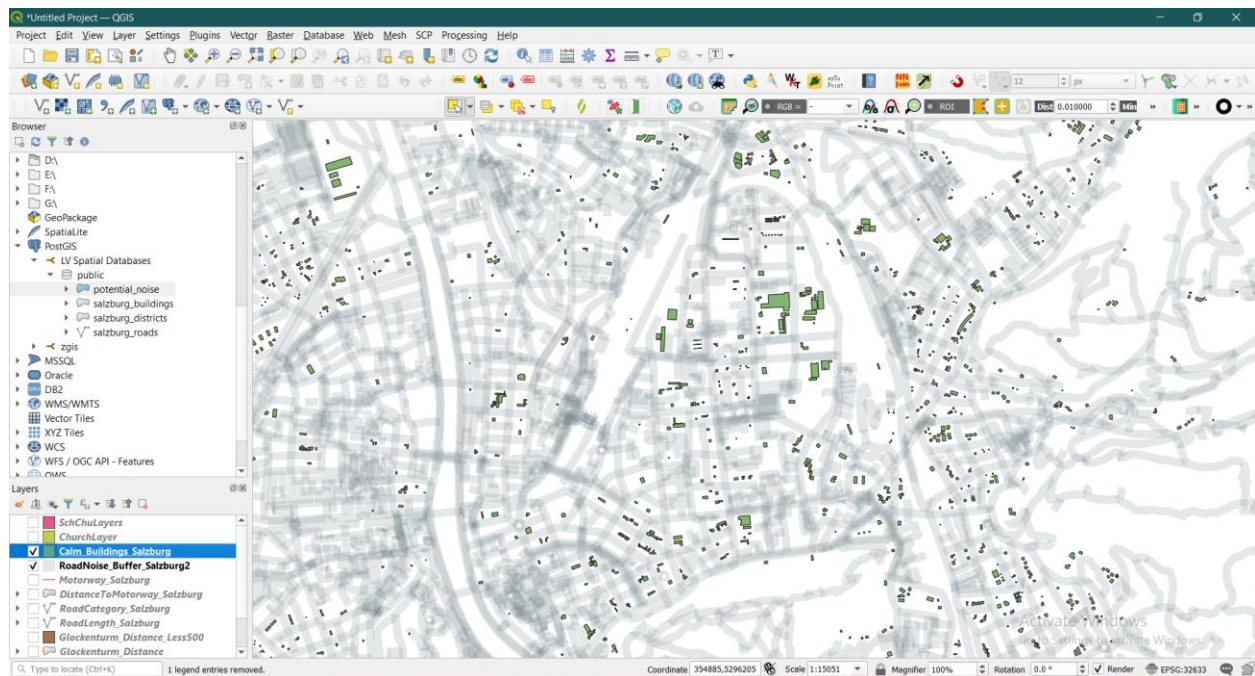 *Untitled Project — QGIS
Project Edit View Layer Settings Plugins Vector Raster Database Web Mesh SCP Processing Help
12 px
RGB = - ROI Dist 0.010000 Min » » »
Browser
D:\
E:\
F:\
G:\
GeoPackage
SpatiaLite
PostGIS
LV Spatial Databases
public
potential_noise
salzburg_buildings
salzburg_districts
salzburg_roads
zgis
MSSQL
Oracle
DB2
WMS/WMTS
Vector Tiles
XYZ Tiles
WCS
WFS / OGC API - Features
OWS
Layers
SchChuLayers
ChurchLayer
Calm_Buildings_Salzburg
RoadNoise_Buffer_Salzburg2
Motorway_Salzburg
DistanceToMotorway_Salzburg
RoadCategory_Salzburg
RoadLength_Salzburg
Glockenturm_Distance_Less500
Glockenturm_Distance
Activate Windows
Go to Settings to activate Windows.
Type to locate (Ctrl+K) 1 legend entries removed. Coordinate 354885,5296205 Scale 1:15051 Magnifier 100% Rotation 0.0 ° Render EPSG:32633